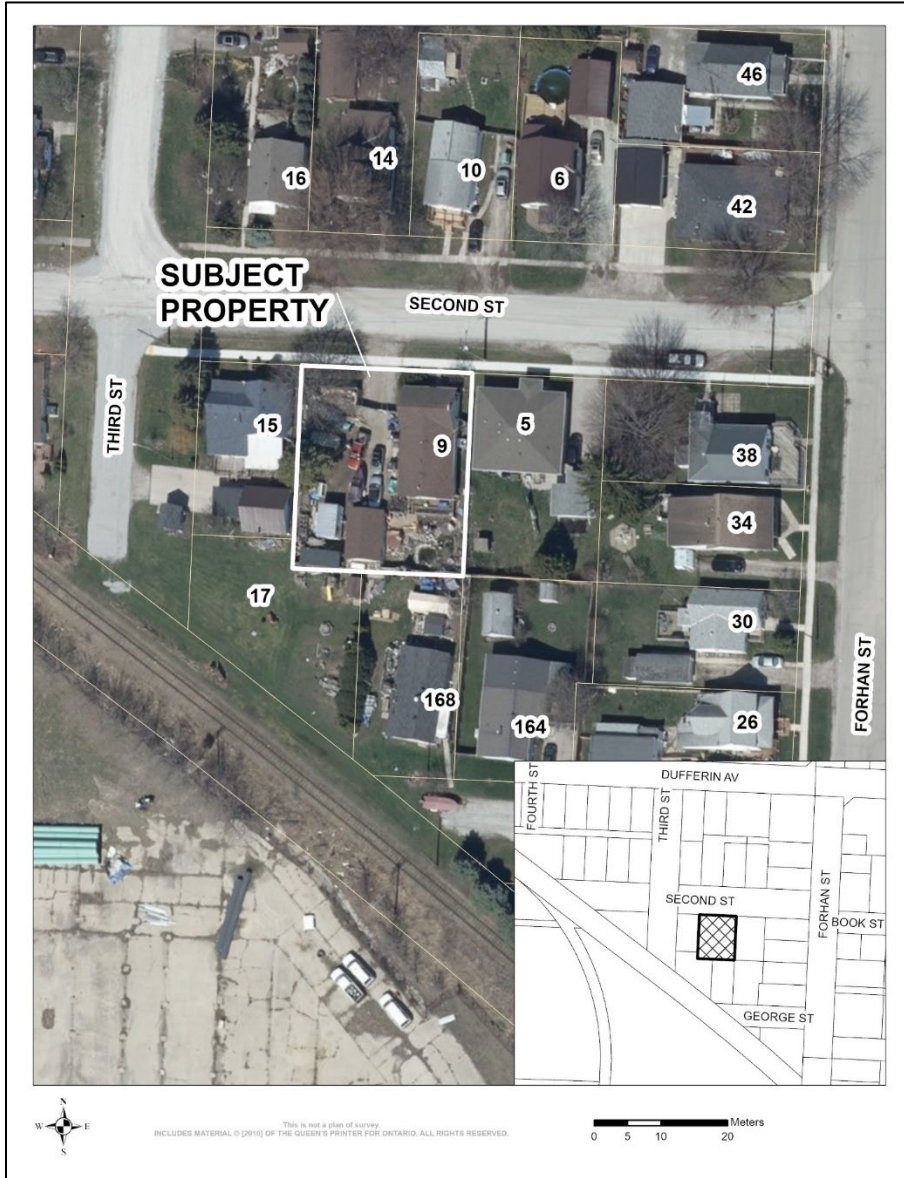 46
16
14
10
6
42
SUBJECT
PROPERTY
SECOND ST
THIRD ST
15
9
5
38
34
17
30
168
164
26
FORHAN ST
FOURTH ST
DUFFERIN AV
THIRD ST
SECOND ST
FORHAN ST
BOOK ST
GEORGE ST
N
W E
S
This is not a plan of survey.
INCLUDES MATERIAL © [2010] OF THE QUEEN'S PRINTER FOR ONTARIO. ALL RIGHTS RESERVED.
Meters
0 5 10 20